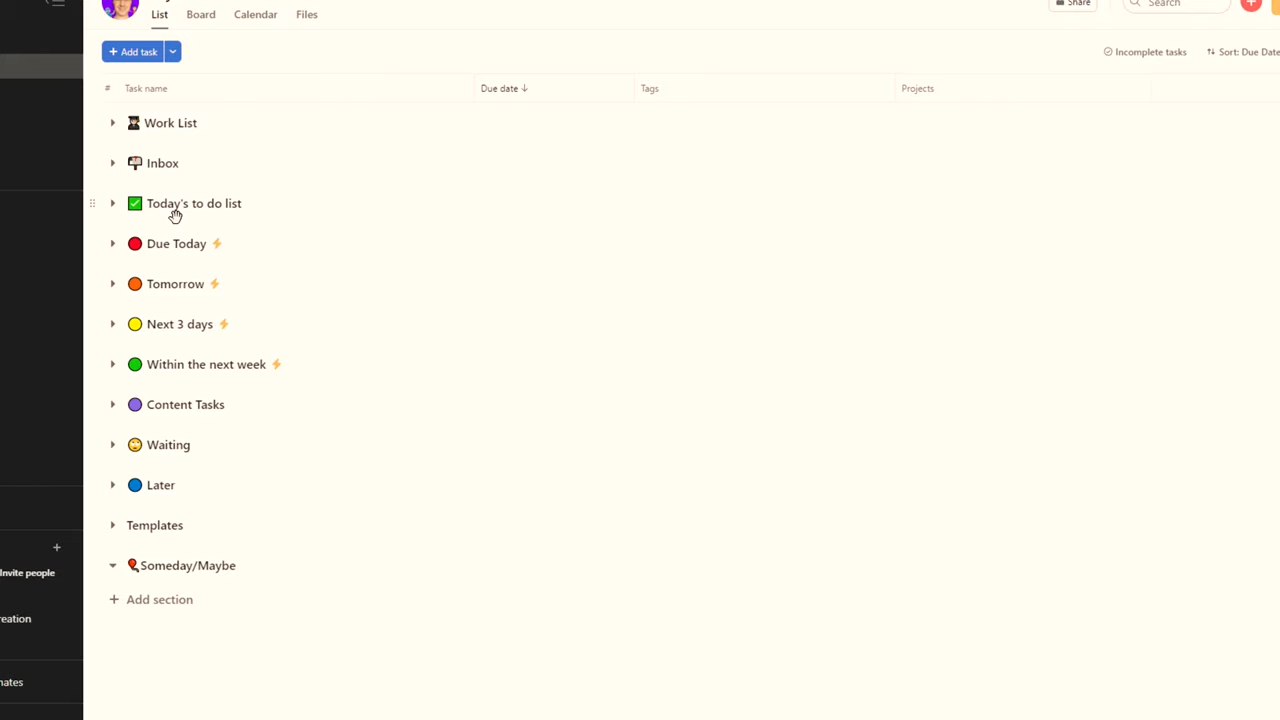 Share
Search
List Board Calendar Files
+ Add task
Incomplete tasks
Sort: Due Date
# Task name Due date ↓ Tags Projects
Work List
Inbox
Today's to do list
Due Today
Tomorrow
Next 3 days
Within the next week
Content Tasks
Waiting
Later
Templates
Someday/Maybe
+ Add section
+
Invite people
reation
nates